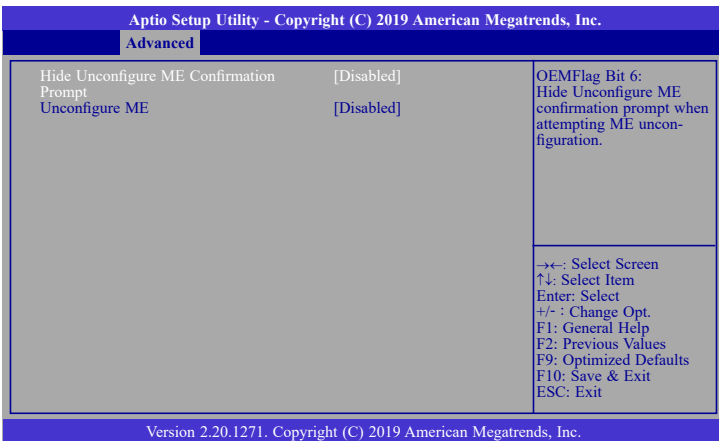 Aptio Setup Utility - Copyright (C) 2019 American Megatrends, Inc.
Advanced
Hide Unconfigure ME Confirmation [Disabled]
Prompt
Unconfigure ME [Disabled]
OEMFlag Bit 6:
Hide Unconfigure ME
confirmation prompt when
attempting ME uncon-
figuration.
→←: Select Screen
↑↓: Select Item
Enter: Select
+/- : Change Opt.
F1: General Help
F2: Previous Values
F9: Optimized Defaults
F10: Save & Exit
ESC: Exit
Version 2.20.1271. Copyright (C) 2019 American Megatrends, Inc.